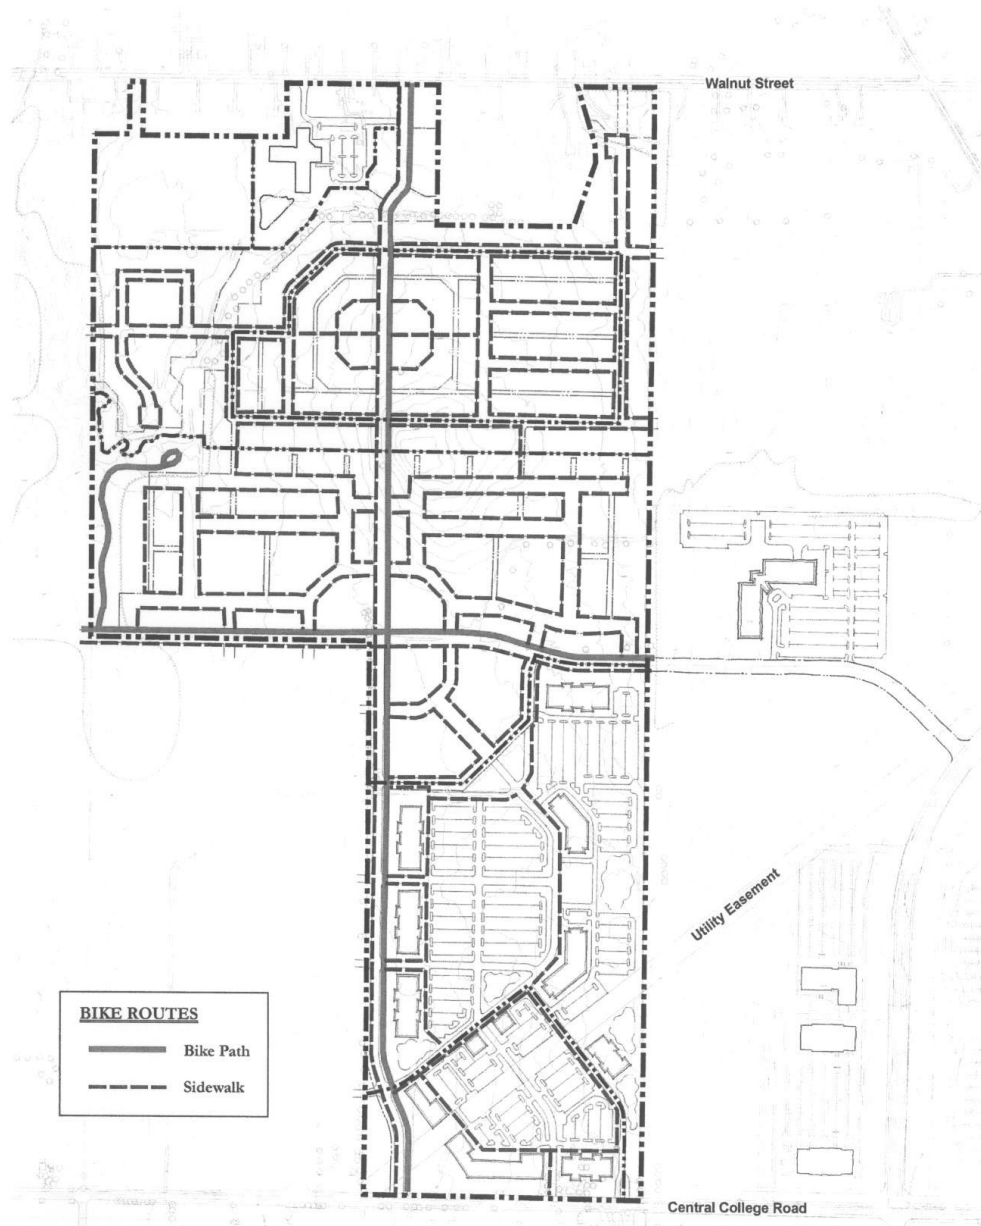 Walnut Street
Utility Easement
BIKE ROUTES
Bike Path
Sidewalk
Central College Road